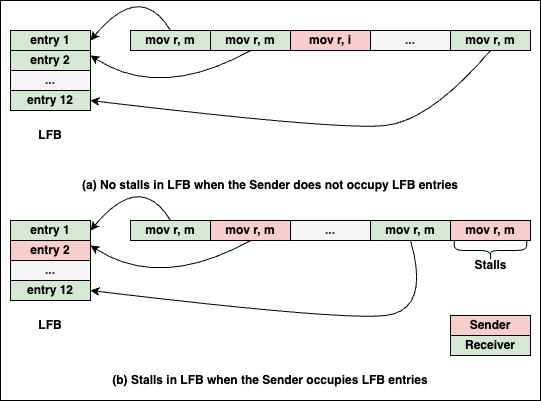 entry 1
mov r, m
mov r, m
mov r, i
...
mov r, m
entry 2
...
entry 12
LFB
(a) No stalls in LFB when the Sender does not occupy LFB entries
entry 1
mov r, m
mov r, m
...
mov r, m
mov r, m
entry 2
...
Stalls
entry 12
LFB
Sender
Receiver
(b) Stalls in LFB when the Sender occupies LFB entries